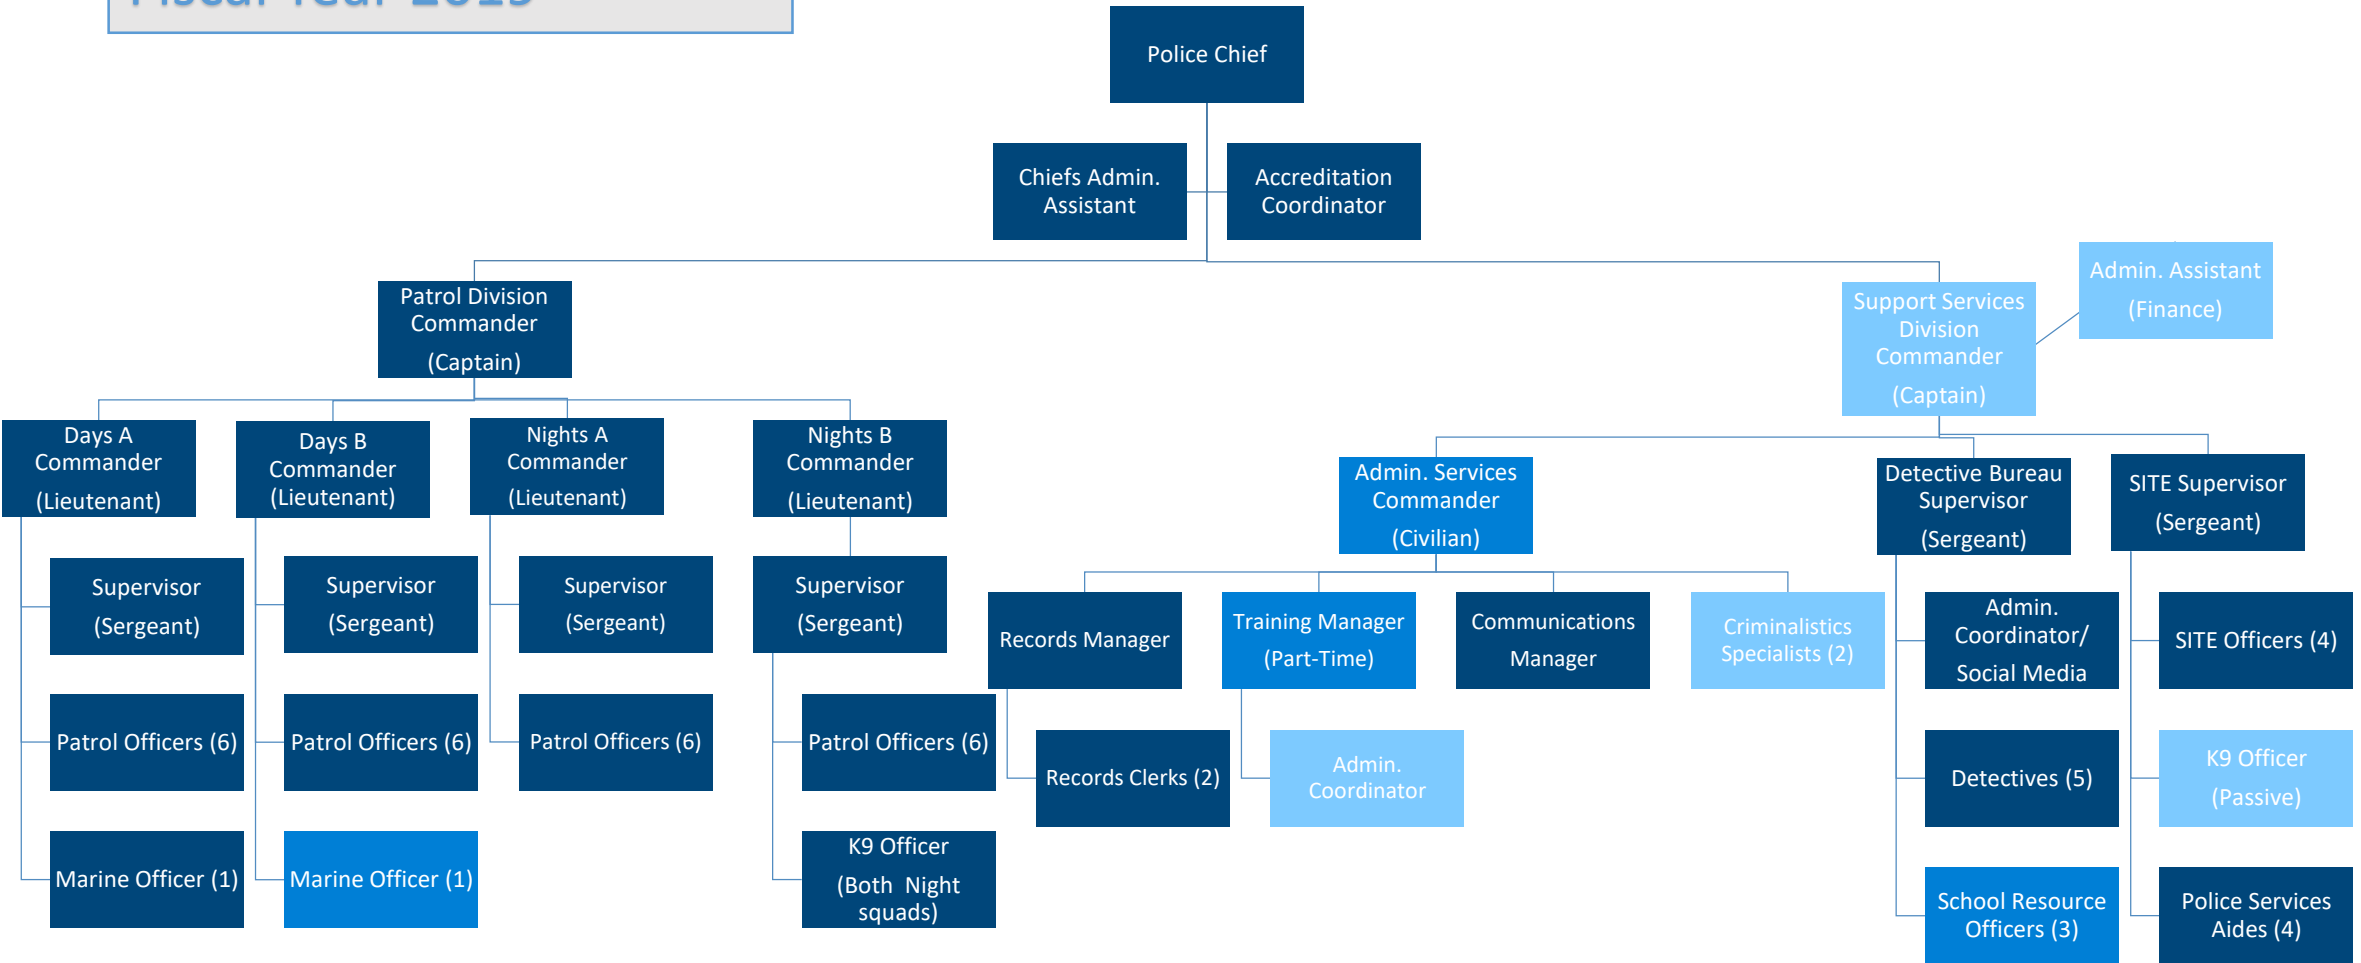 Fiscal Year 2019
Police Chief
Chiefs Admin.
Assistant
Accreditation
Coordinator
Admin. Assistant
(Finance)
Patrol Division
Commander
(Captain)
Support Services
Division
Commander
(Captain)
Days A
Commander
(Lieutenant)
Days B
Commander
(Lieutenant)
Nights A
Commander
(Lieutenant)
Nights B
Commander
(Lieutenant)
Admin. Services
Commander
(Civilian)
Detective Bureau
Supervisor
(Sergeant)
SITE Supervisor
(Sergeant)
Supervisor
(Sergeant)
Supervisor
(Sergeant)
Supervisor
(Sergeant)
Supervisor
(Sergeant)
Records Manager
Training Manager
(Part-Time)
Communications
Manager
Criminalistics
Specialists (2)
Admin.
Coordinator/
Social Media
SITE Officers (4)
Patrol Officers (6)
Patrol Officers (6)
Patrol Officers (6)
Patrol Officers (6)
Records Clerks (2)
Admin.
Coordinator
Detectives (5)
K9 Officer
(Passive)
Marine Officer (1)
Marine Officer (1)
K9 Officer
(Both Night
squads)
School Resource
Officers (3)
Police Services
Aides (4)